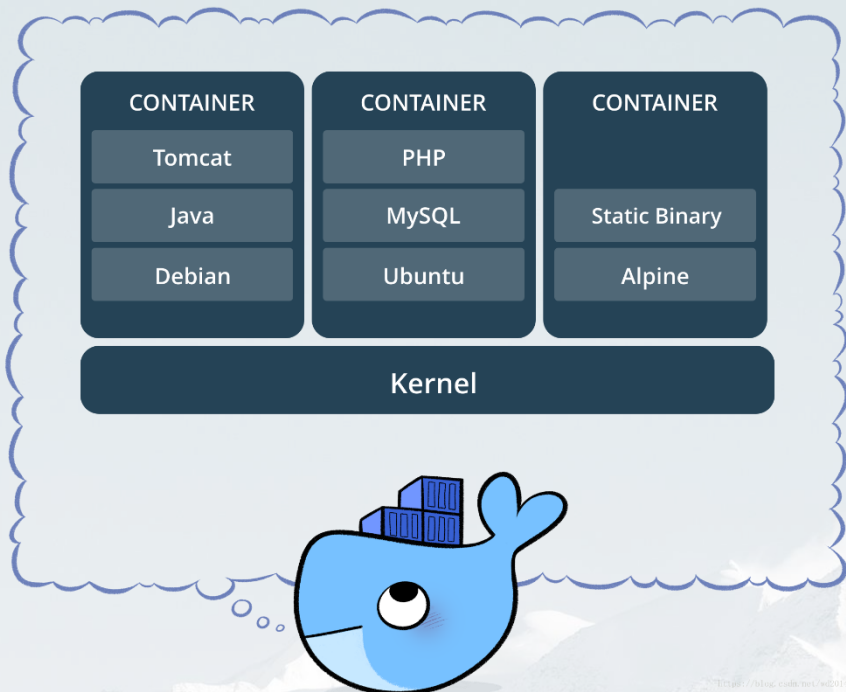 CONTAINER
Tomcat
Java
Debian
CONTAINER
PHP
MySQL
Ubuntu
CONTAINER
Static Binary
Alpine
Kernel